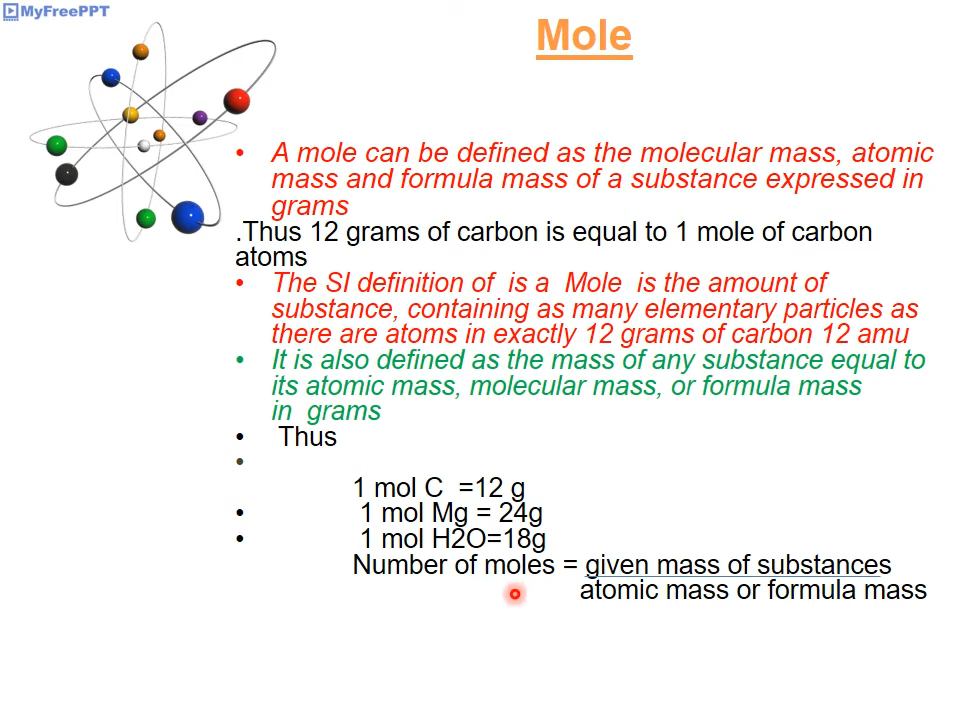 MyFreePPT
Mole
• A mole can be defined as the molecular mass, atomic
mass and formula mass of a substance expressed in
grams
.Thus 12 grams of carbon is equal to 1 mole of carbon
atoms
• The SI definition of is a Mole is the amount of
substance, containing as many elementary particles as
there are atoms in exactly 12 grams of carbon 12 amu
• It is also defined as the mass of any substance equal to
its atomic mass, molecular mass, or formula mass
in grams
• Thus
•
1 mol C =12 g
• 1 mol Mg = 24g
• 1 mol H2O=18g
Number of moles = given mass of substances
atomic mass or formula mass